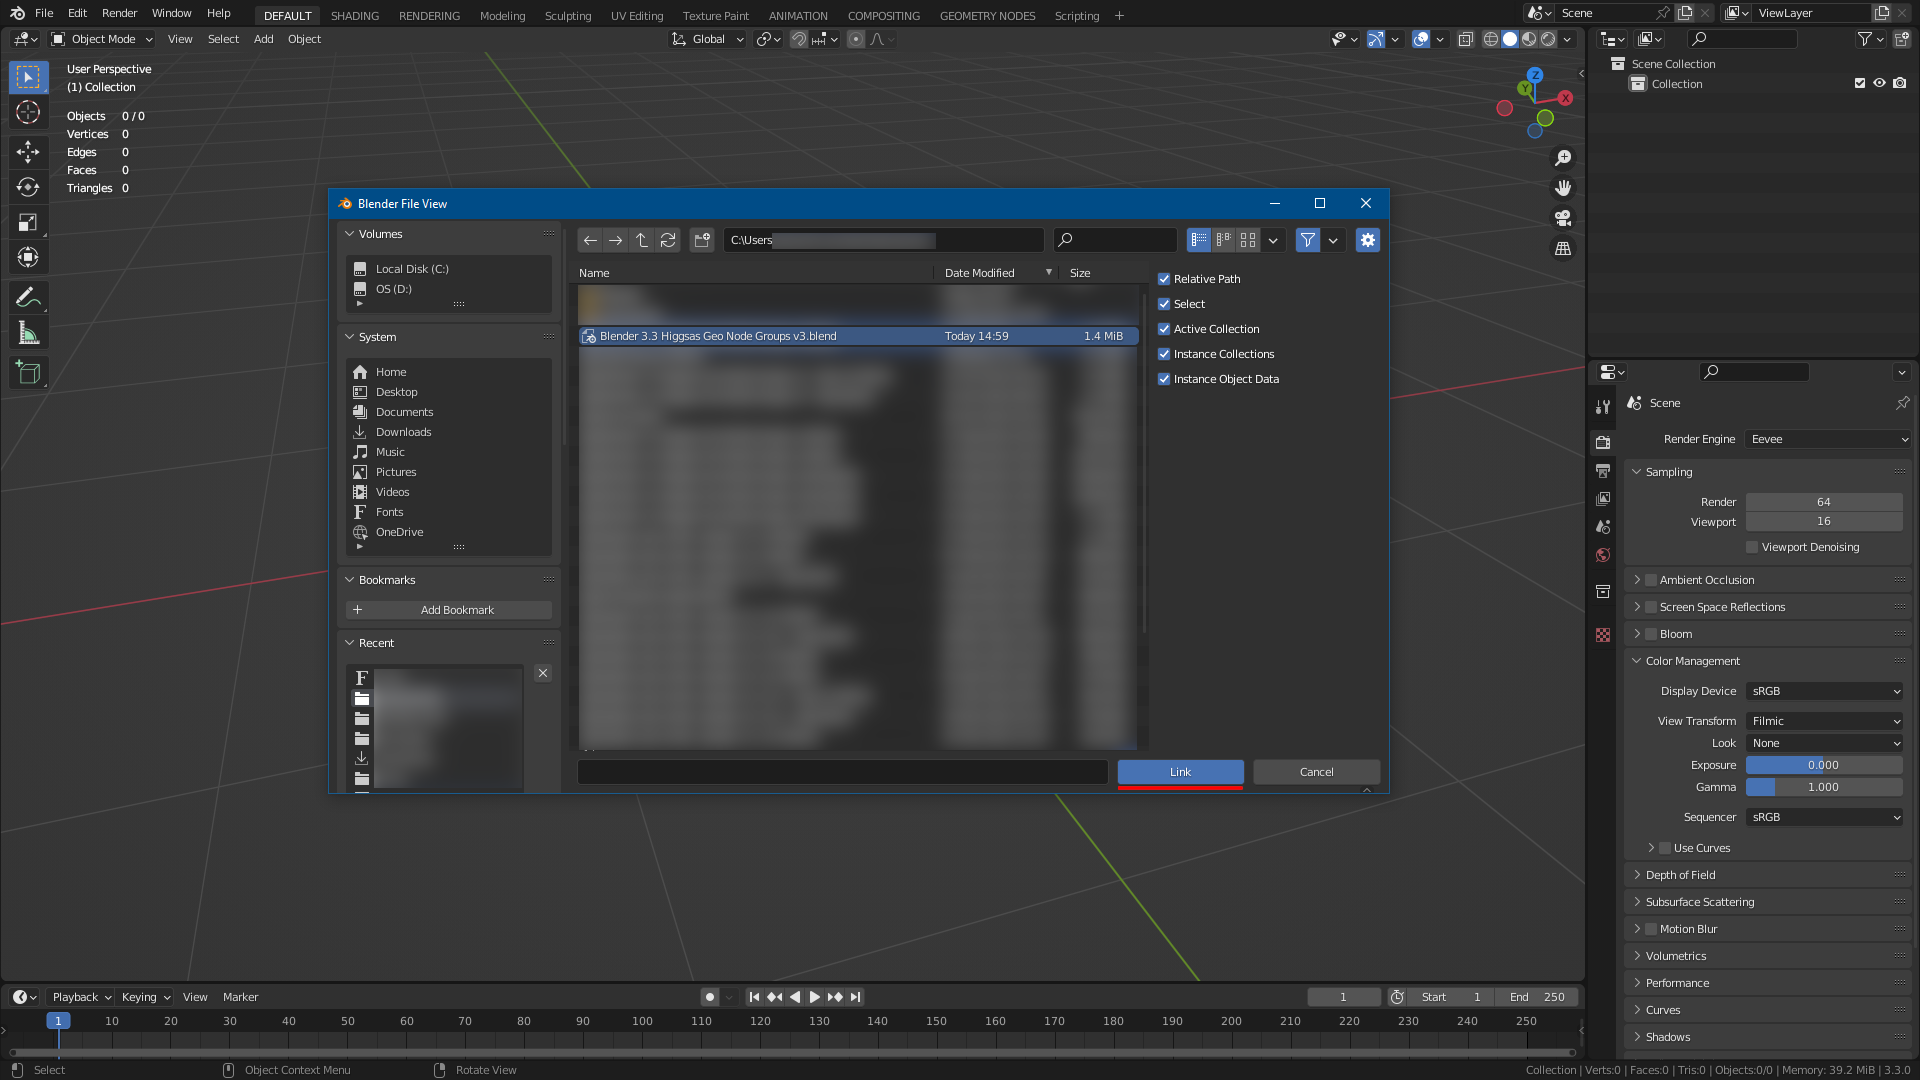 File Edit Render Window Help DEFAULT SHADING RENDERING Modeling Sculpting UV Editing Texture Paint ANIMATION COMPOSITING GEOMETRY NODES Scripting Scene ViewLayer
Object Mode View Select Add Object Global
User Perspective
(1) Collection
Objects 0 / 0
Vertices 0
Edges 0
Faces 0
Triangles 0
Z
Y
X
Scene Collection
Collection
Blender File View
Volumes
Local Disk (C:)
OS (D:)
System
Home
Desktop
Documents
Downloads
Music
Pictures
Videos
Fonts
OneDrive
Bookmarks
Add Bookmark
Recent
C:\Users
Name Date Modified Size
Blender 3.3 Higgsas Geo Node Groups v3.blend Today 14:59 1.4 MiB
Relative Path
Select
Active Collection
Instance Collections
Instance Object Data
Link Cancel
Scene
Render Engine Eevee
Sampling
Render 64
Viewport 16
Viewport Denoising
Ambient Occlusion
Screen Space Reflections
Bloom
Color Management
Display Device sRGB
View Transform Filmic
Look None
Exposure 0.000
Gamma 1.000
Sequencer sRGB
Use Curves
Depth of Field
Subsurface Scattering
Motion Blur
Volumetrics
Performance
Curves
Shadows
Playback Keying View Marker 1 Start 1 End 250
1 10 20 30 40 50 60 70 80 90 100 110 120 130 140 150 160 170 180 190 200 210 220 230 240 250
Select Object Context Menu Rotate View Collection | Verts:0 | Faces:0 | Tris:0 | Objects:0/0 | Memory: 39.2 MiB | 3.3.0